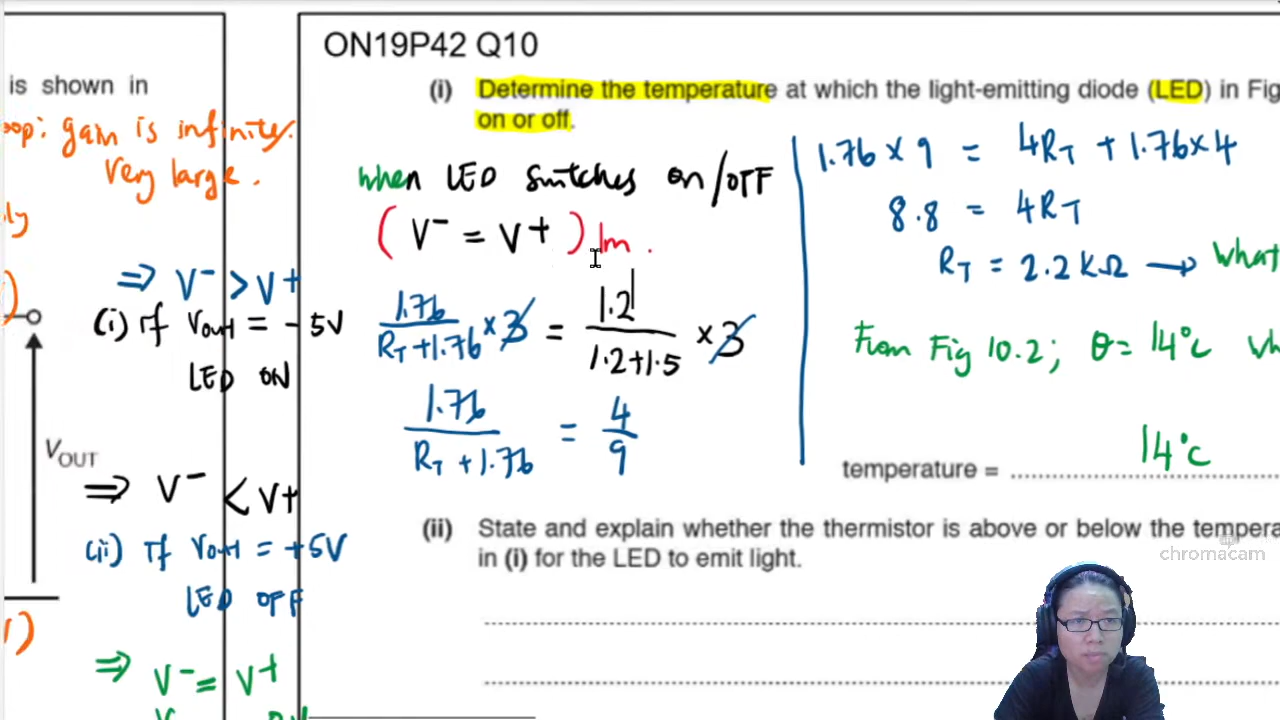 is shown in
oop: gain is infinity.
very large.
ly
⇒ V⁻ > V⁺
(i) If Vout = -5V
LED ON
VOUT
⇒ V⁻ < V+
(ii) If Vout = +5V
LED OFF
⇒ V⁻ = V⁺
ON19P42 Q10
(i) Determine the temperature at which the light-emitting diode (LED) in Fig
on or off.
when LED switches on/OFF
( V⁻ = V⁺ ) 1m.
1.76 / (RT + 1.76) × 3 = 1.2 / (1.2+1.5) × 3
1.76 / (RT + 1.76) = 4/9
1.76 × 9 = 4RT + 1.76×4
8.8 = 4RT
RT = 2.2 kΩ → What
From Fig 10.2; θ = 14°C wh
14°C
temperature = ....................
(ii) State and explain whether the thermistor is above or below the tempera
in (i) for the LED to emit light.
chromacam